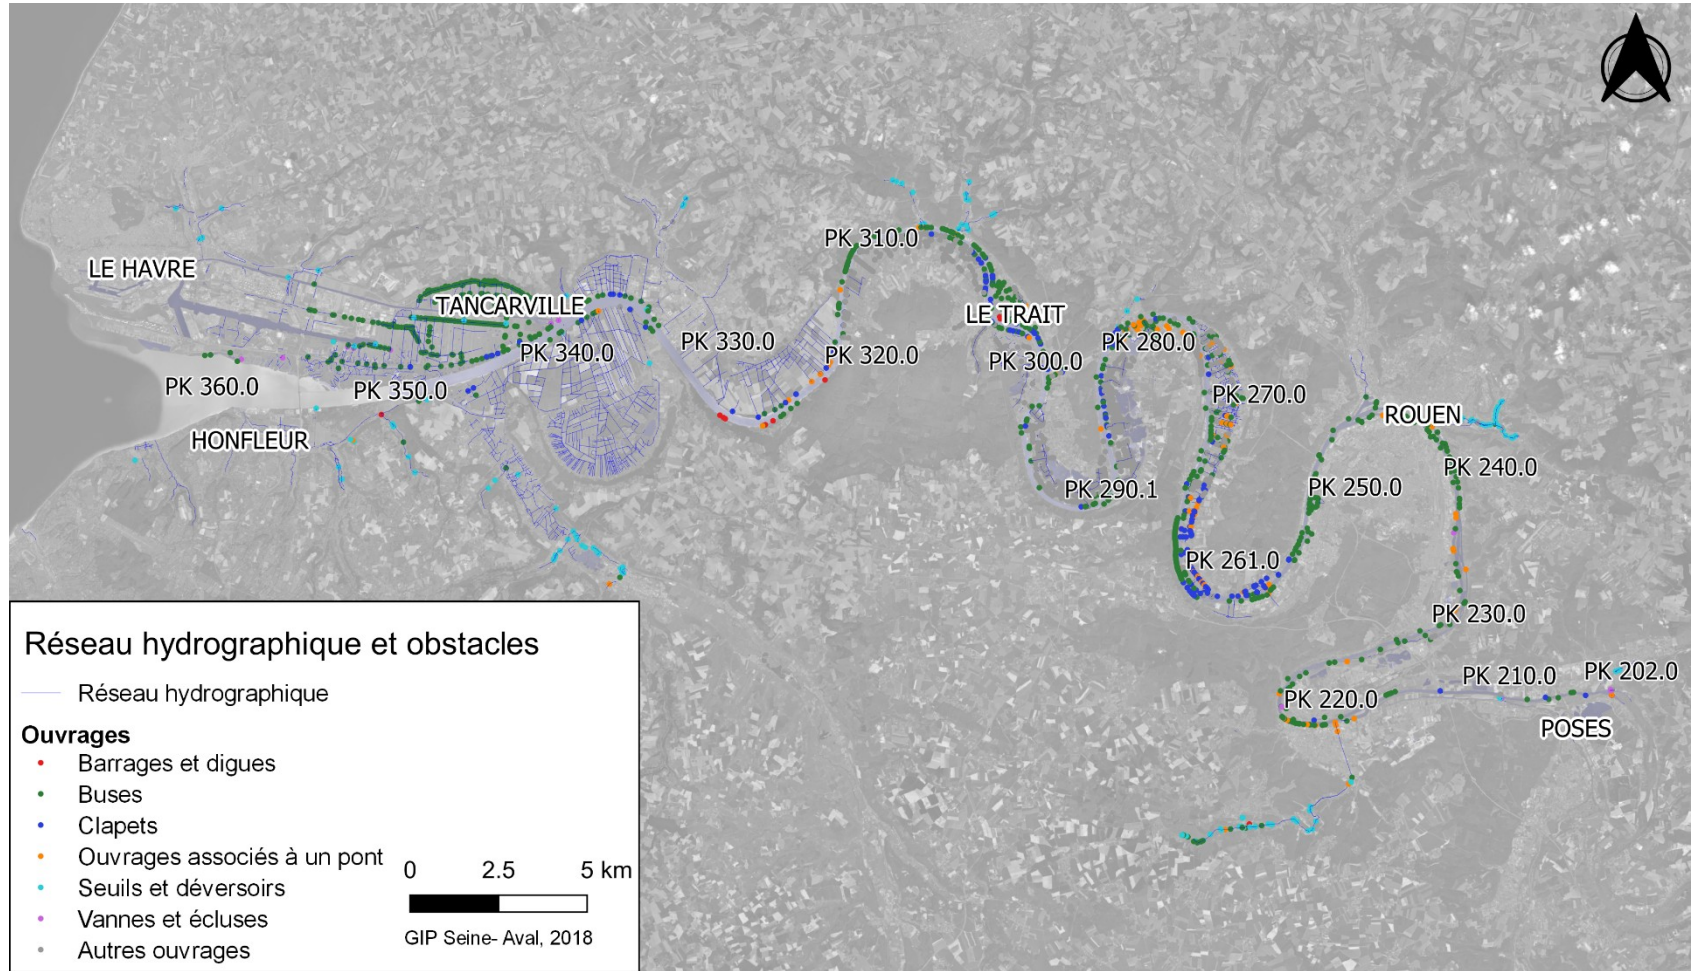 LE HAVRE
TANCARVILLE
PK 310.0
LE TRAIT
PK 360.0
PK 350.0
PK 340.0
PK 330.0
PK 320.0
PK 300.0
PK 280.0
HONFLEUR
PK 270.0
ROUEN
PK 290.1
PK 250.0
PK 240.0
PK 261.0
PK 230.0
PK 220.0
PK 210.0
PK 202.0
POSES
Réseau hydrographique et obstacles
Réseau hydrographique
Ouvrages
Barrages et digues
Buses
Clapets
Ouvrages associés à un pont
Seuils et déversoirs
Vannes et écluses
Autres ouvrages
0 2.5 5 km
GIP Seine- Aval, 2018